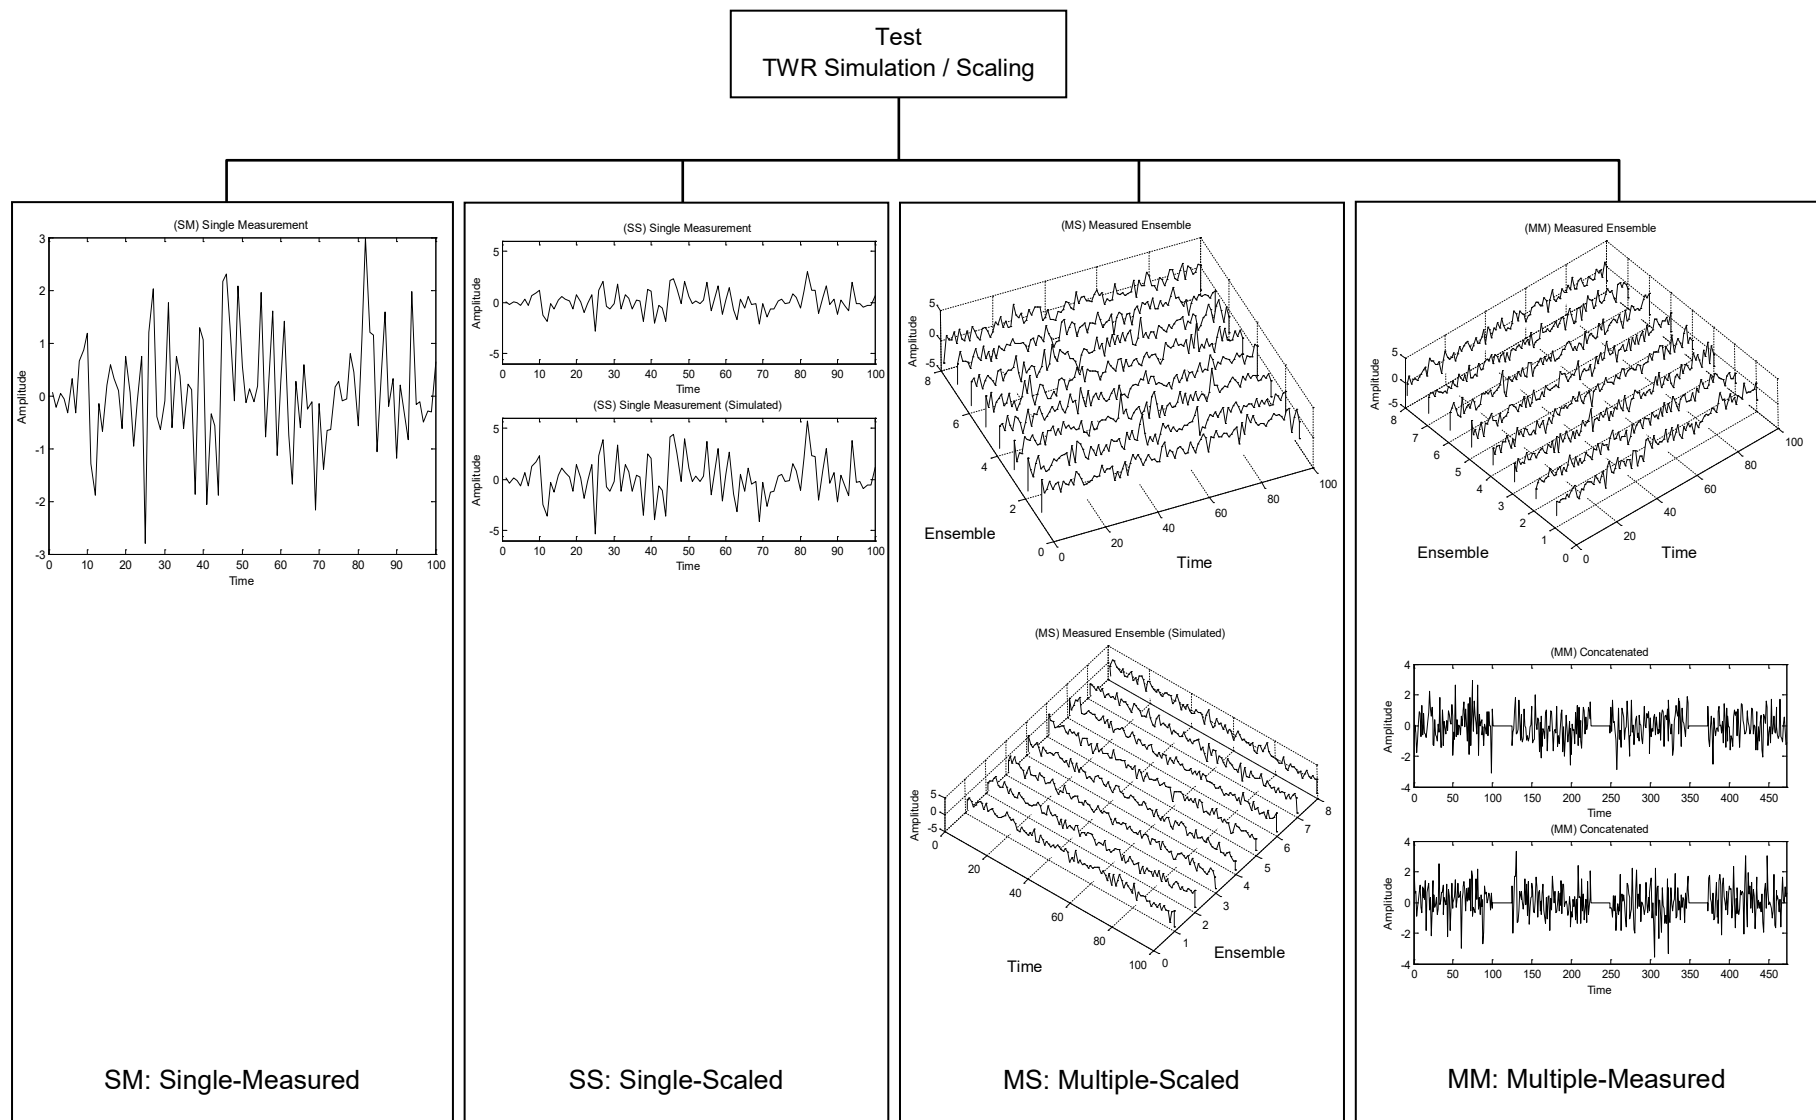 Test
TWR Simulation / Scaling
(SM) Single Measurement
3
2
1
0
-1
-2
-3
Amplitude
0 10 20 30 40 50 60 70 80 90 100
Time
SM: Single-Measured
(SS) Single Measurement
5
0
-5
Amplitude
0 10 20 30 40 50 60 70 80 90 100
Time
(SS) Single Measurement (Simulated)
5
0
-5
Amplitude
0 10 20 30 40 50 60 70 80 90 100
Time
SS: Single-Scaled
(MS) Measured Ensemble
5
0
-5
Amplitude
8
6
4
2
0
Ensemble
0 20 40 60 80 100
Time
(MS) Measured Ensemble (Simulated)
5
0
-5
Amplitude
0 20 40 60 80 100
Time
0 1 2 3 4 5 6 7 8
Ensemble
MS: Multiple-Scaled
(MM) Measured Ensemble
5
0
-5
Amplitude
8
7
6
5
4
3
2
1
0
Ensemble
0 20 40 60 80 100
Time
(MM) Concatenated
4
2
0
-2
-4
Amplitude
0 50 100 150 200 250 300 350 400 450
Time
(MM) Concatenated
4
2
0
-2
-4
Amplitude
0 50 100 150 200 250 300 350 400 450
Time
MM: Multiple-Measured